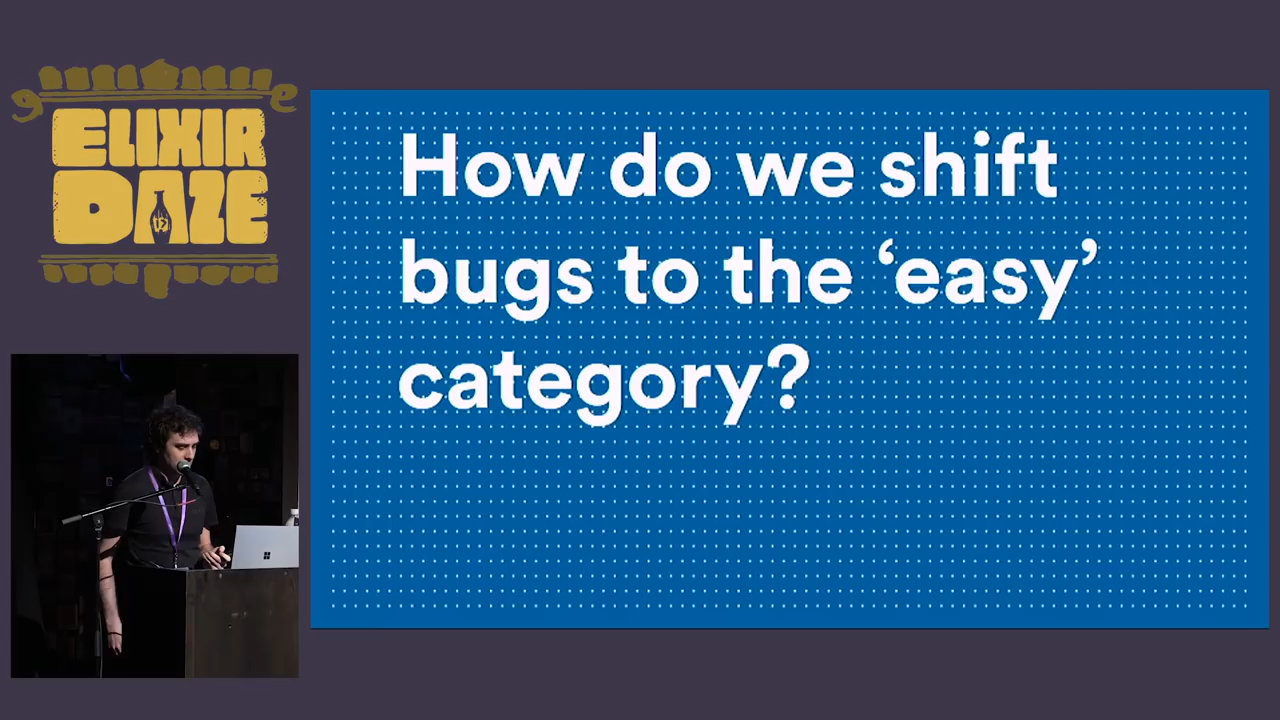 ELIXIR
DAZE
How do we shift
bugs to the ‘easy’
category?